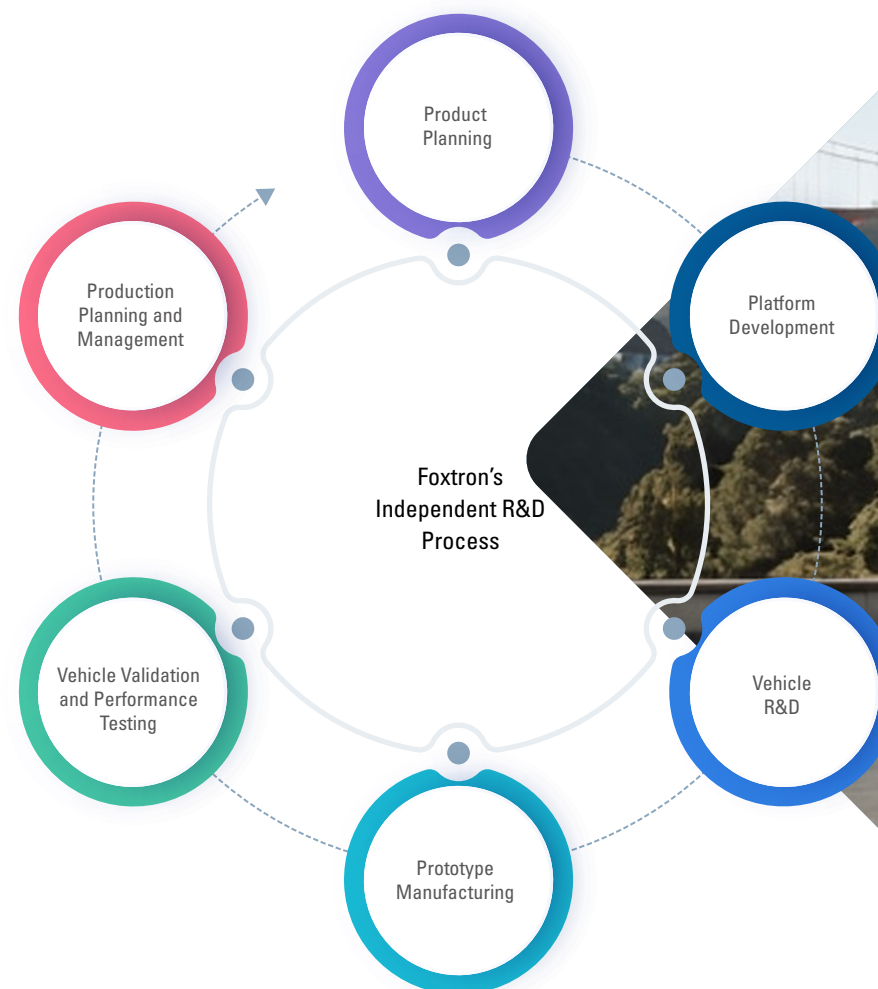 Product
Planning
Platform
Development
Vehicle
R&D
Prototype
Manufacturing
Vehicle Validation
and Performance
Testing
Production
Planning and
Management
Foxtron’s
Independent R&D
Process